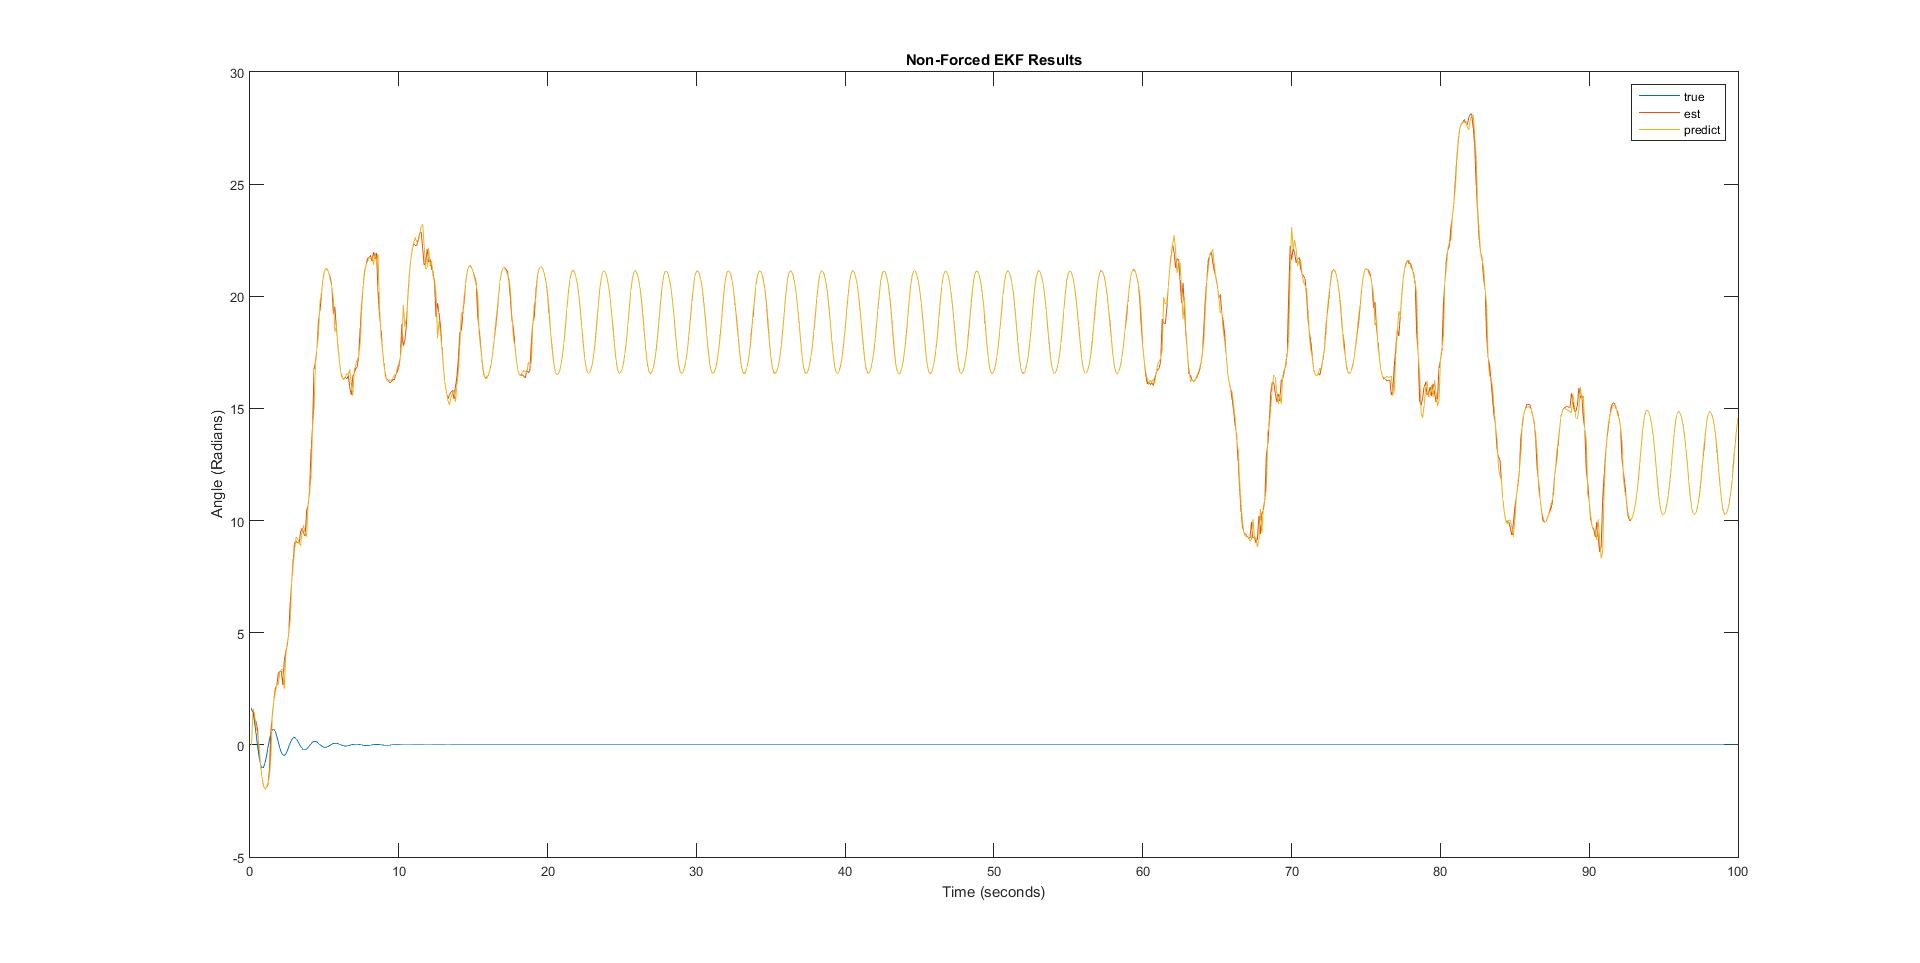 Non-Forced EKF Results
30
25
20
15
10
5
0
-5
Angle (Radians)
true
est
predict
0 10 20 30 40 50 60 70 80 90 100
Time (seconds)